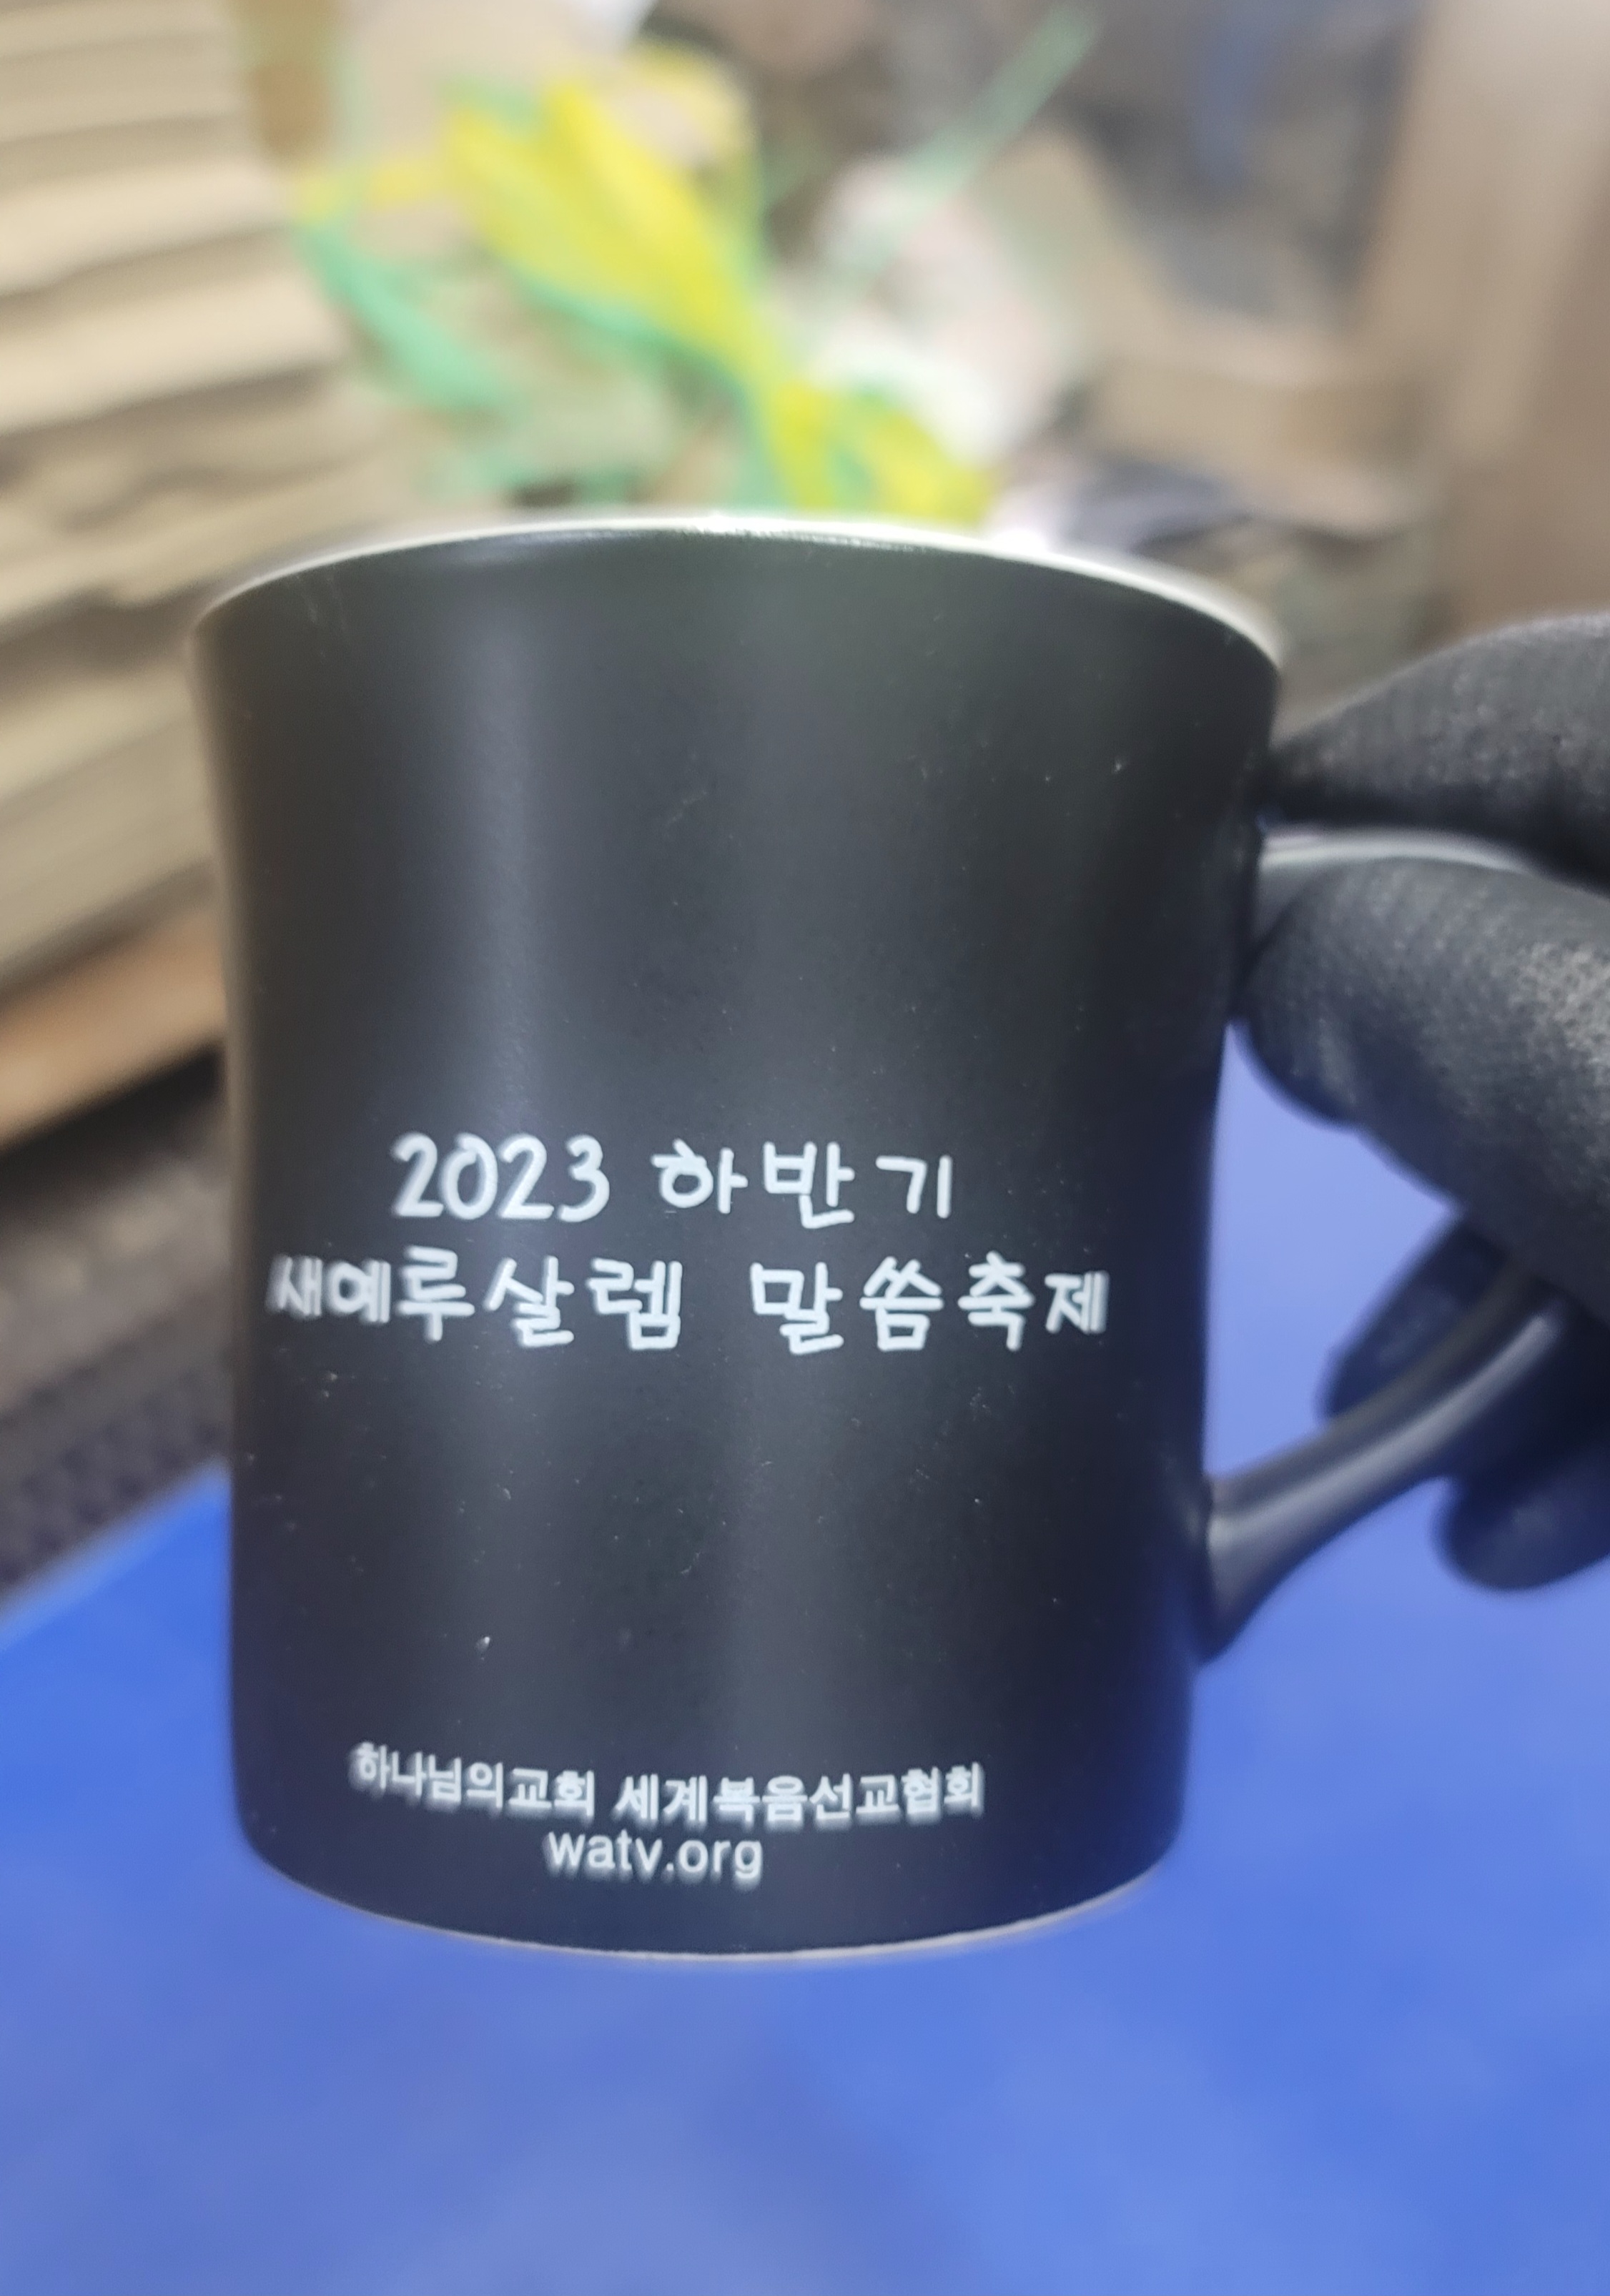 2023 하반기
새예루살렘 말씀축제
하나님의교회 세계복음선교협회
watv.org